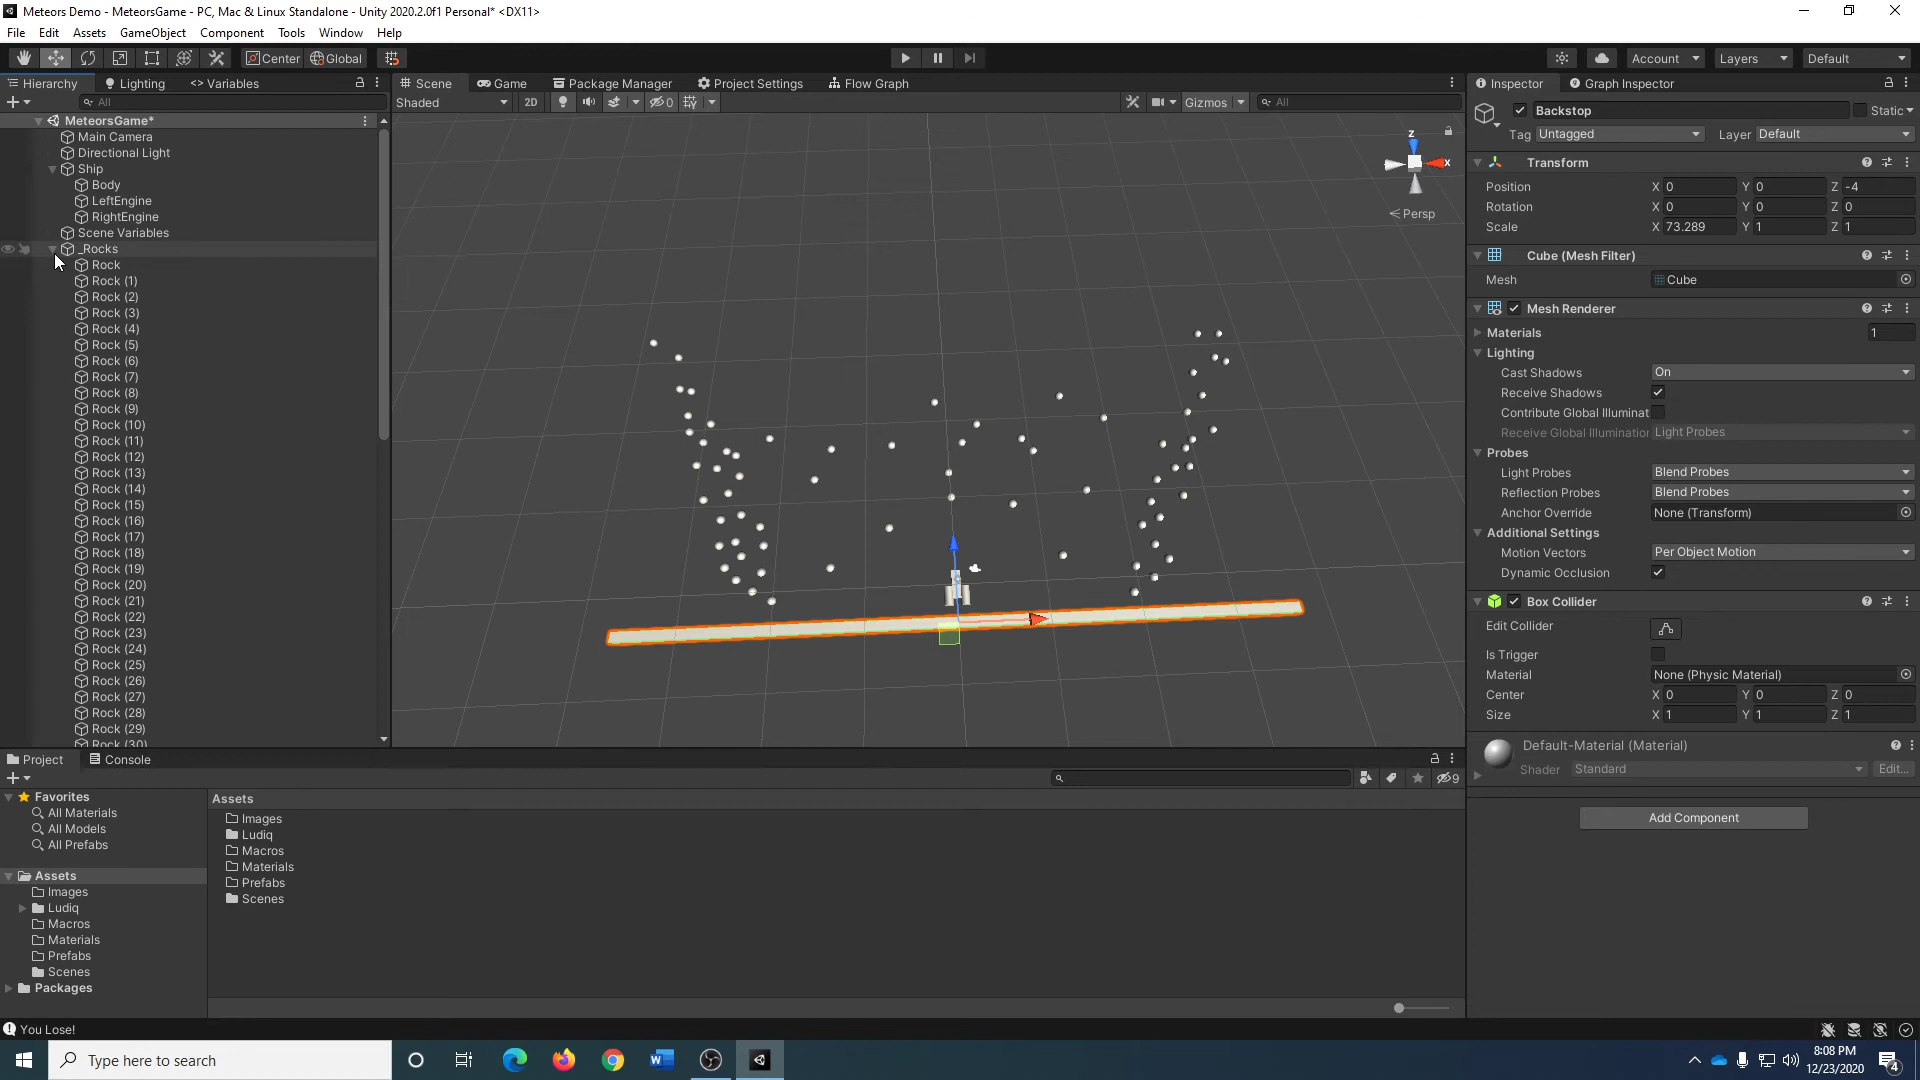 Meteors Demo - MeteorsGame - PC, Mac & Linux Standalone - Unity 2020.2.0f1 Personal* <DX11>
File Edit Assets GameObject Component Tools Window Help
Center Global Account Layers Default
Hierarchy Lighting Variables
All
MeteorsGame*
Main Camera
Directional Light
Ship
Body
LeftEngine
RightEngine
Scene Variables
_Rocks
Rock
Rock (1)
Rock (2)
Rock (3)
Rock (4)
Rock (5)
Rock (6)
Rock (7)
Rock (8)
Rock (9)
Rock (10)
Rock (11)
Rock (12)
Rock (13)
Rock (14)
Rock (15)
Rock (16)
Rock (17)
Rock (18)
Rock (19)
Rock (20)
Rock (21)
Rock (22)
Rock (23)
Rock (24)
Rock (25)
Rock (26)
Rock (27)
Rock (28)
Rock (29)
Rock (30)
Scene Game Package Manager Project Settings Flow Graph
Shaded 2D 0 Gizmos All
z
x
Persp
Inspector Graph Inspector
Backstop Static
Tag Untagged Layer Default
Transform
Position X 0 Y 0 Z -4
Rotation X 0 Y 0 Z 0
Scale X 73.289 Y 1 Z 1
Cube (Mesh Filter)
Mesh Cube
Mesh Renderer
Materials 1
Lighting
Cast Shadows On
Receive Shadows
Contribute Global Illuminat
Receive Global Illumination Light Probes
Probes
Light Probes Blend Probes
Reflection Probes Blend Probes
Anchor Override None (Transform)
Additional Settings
Motion Vectors Per Object Motion
Dynamic Occlusion
Box Collider
Edit Collider
Is Trigger
Material None (Physic Material)
Center X 0 Y 0 Z 0
Size X 1 Y 1 Z 1
Default-Material (Material)
Shader Standard Edit...
Add Component
Project Console
9
Favorites
All Materials
All Models
All Prefabs
Assets
Images
Ludiq
Macros
Materials
Prefabs
Scenes
Packages
Assets
Images
Ludiq
Macros
Materials
Prefabs
Scenes
You Lose!
Type here to search
8:08 PM
12/23/2020
4